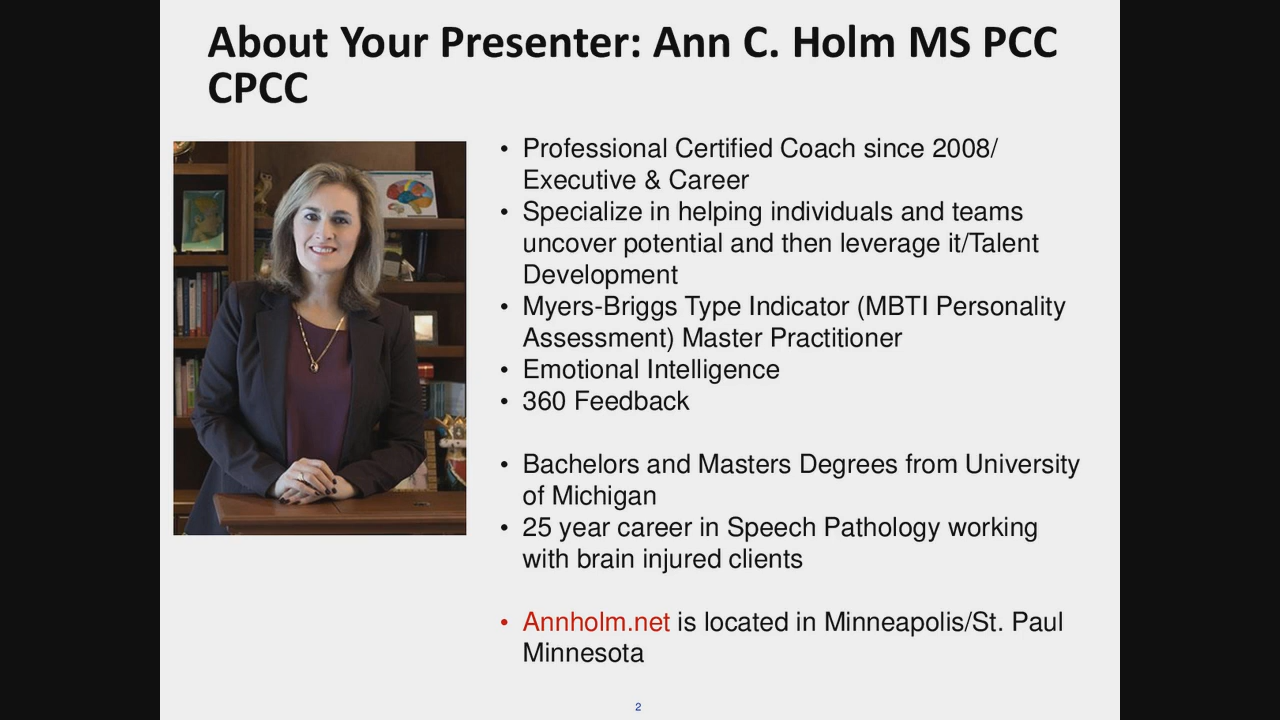 About Your Presenter: Ann C. Holm MS PCC
CPCC
• Professional Certified Coach since 2008/
Executive & Career
• Specialize in helping individuals and teams
uncover potential and then leverage it/Talent
Development
• Myers-Briggs Type Indicator (MBTI Personality
Assessment) Master Practitioner
• Emotional Intelligence
• 360 Feedback
• Bachelors and Masters Degrees from University
of Michigan
• 25 year career in Speech Pathology working
with brain injured clients
• Annholm.net is located in Minneapolis/St. Paul
Minnesota
2